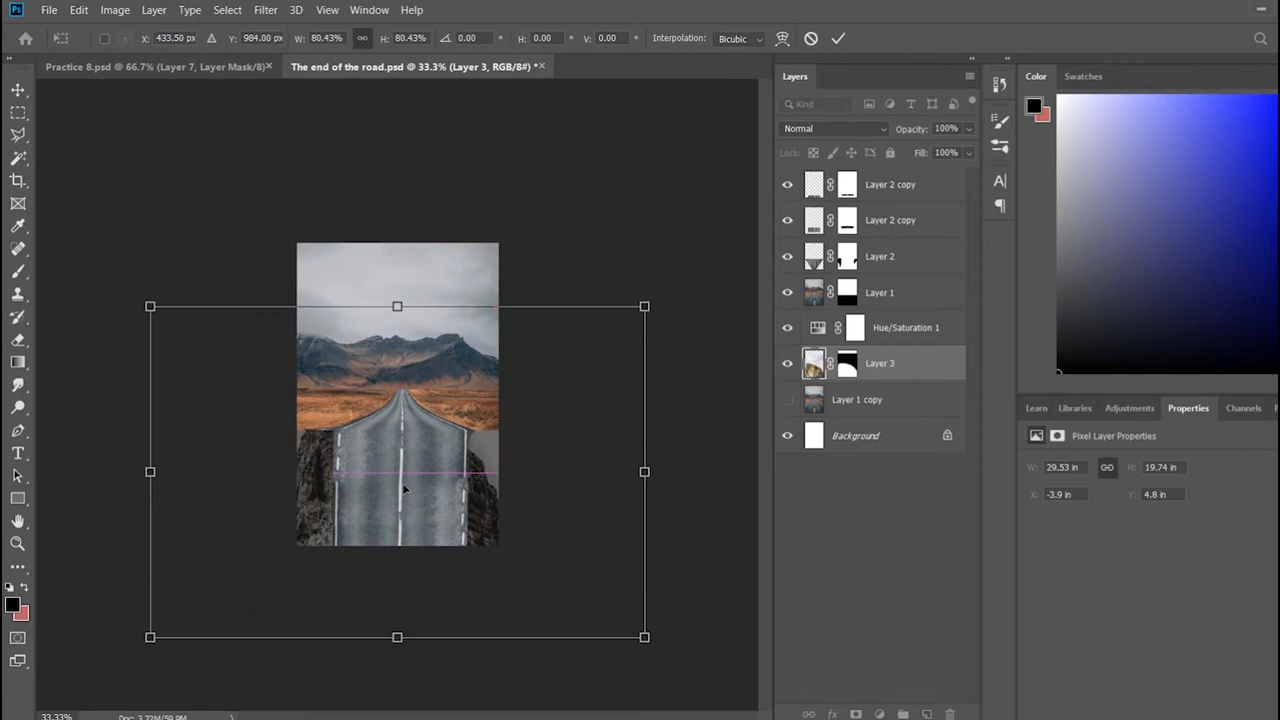 Ps File Edit Image Layer Type Select Filter 3D View Window Help
X: 433.50 px Y: 984.00 px W: 80.43% H: 80.43% 0.00 ° H: 0.00 ° V: 0.00 ° Interpolation: Bicubic
Practice 8.psd @ 66.7% (Layer 7, Layer Mask/8) × The end of the road.psd @ 33.3% (Layer 3, RGB/8#) * ×
Layers
Color Swatches
Kind
Normal Opacity: 100%
Lock: Fill: 100%
Layer 2 copy
Layer 2 copy
Layer 2
Layer 1
Hue/Saturation 1
Layer 3
Layer 1 copy
Background
Learn Libraries Adjustments Properties Channels
Pixel Layer Properties
W: 29.53 in H: 19.74 in
X: -3.9 in Y: 4.8 in
33.33% Doc: 3.22M/59.9M